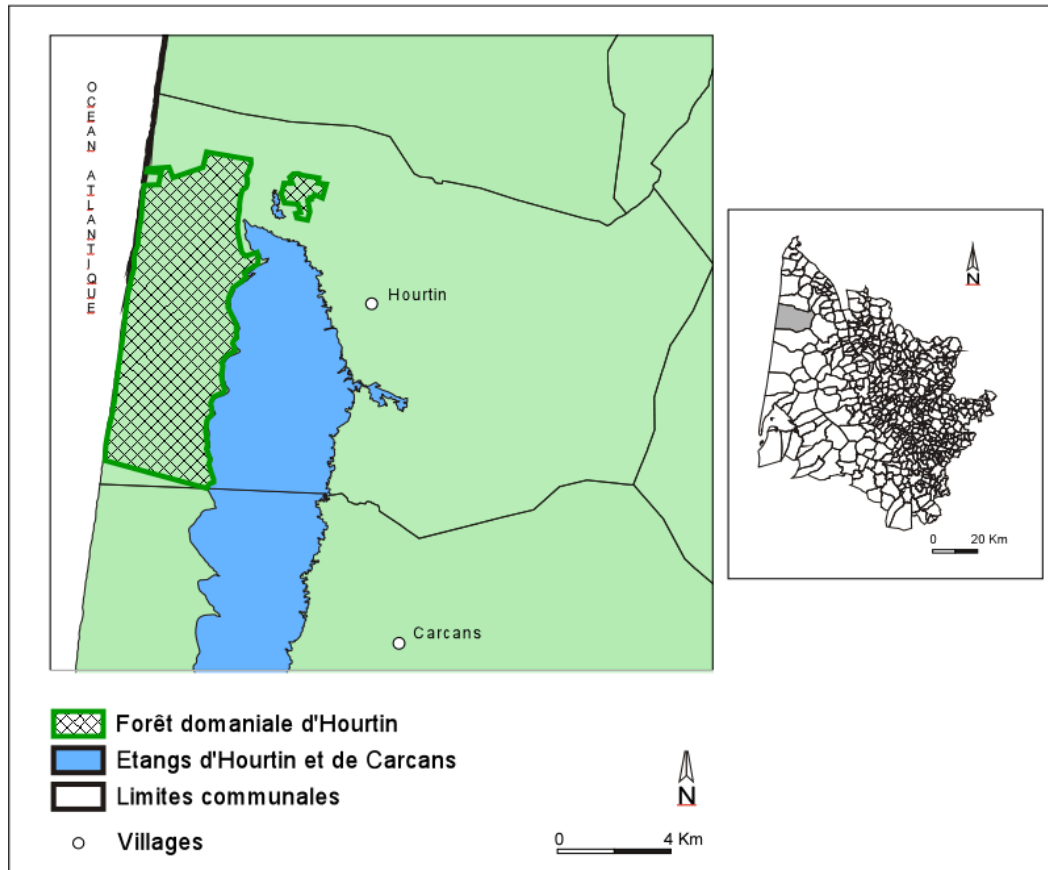 OCEAN ATLANTIQUE
Hourtin
Carcans
N
0 20 Km
Forêt domaniale d'Hourtin
Etangs d'Hourtin et de Carcans
Limites communales
Villages
N
0 4 Km